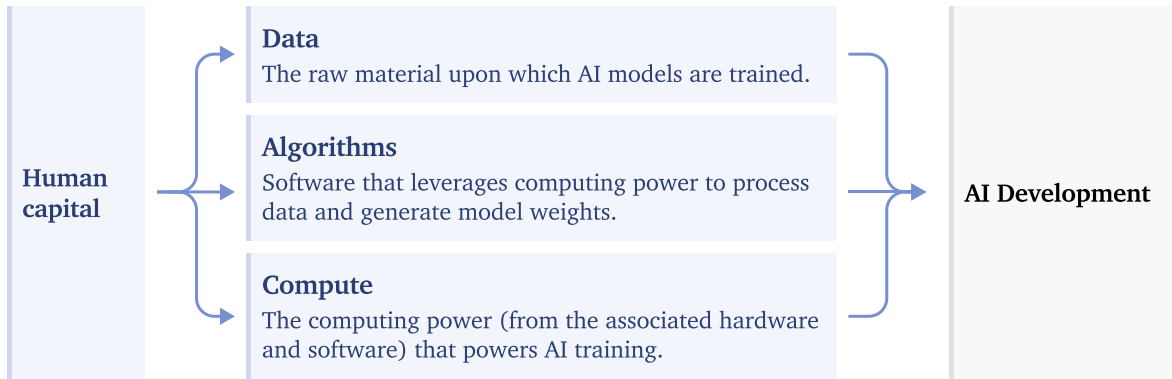 Human
capital
Data
The raw material upon which AI models are trained.
Algorithms
Software that leverages computing power to process
data and generate model weights.
Compute
The computing power (from the associated hardware
and software) that powers AI training.
AI Development